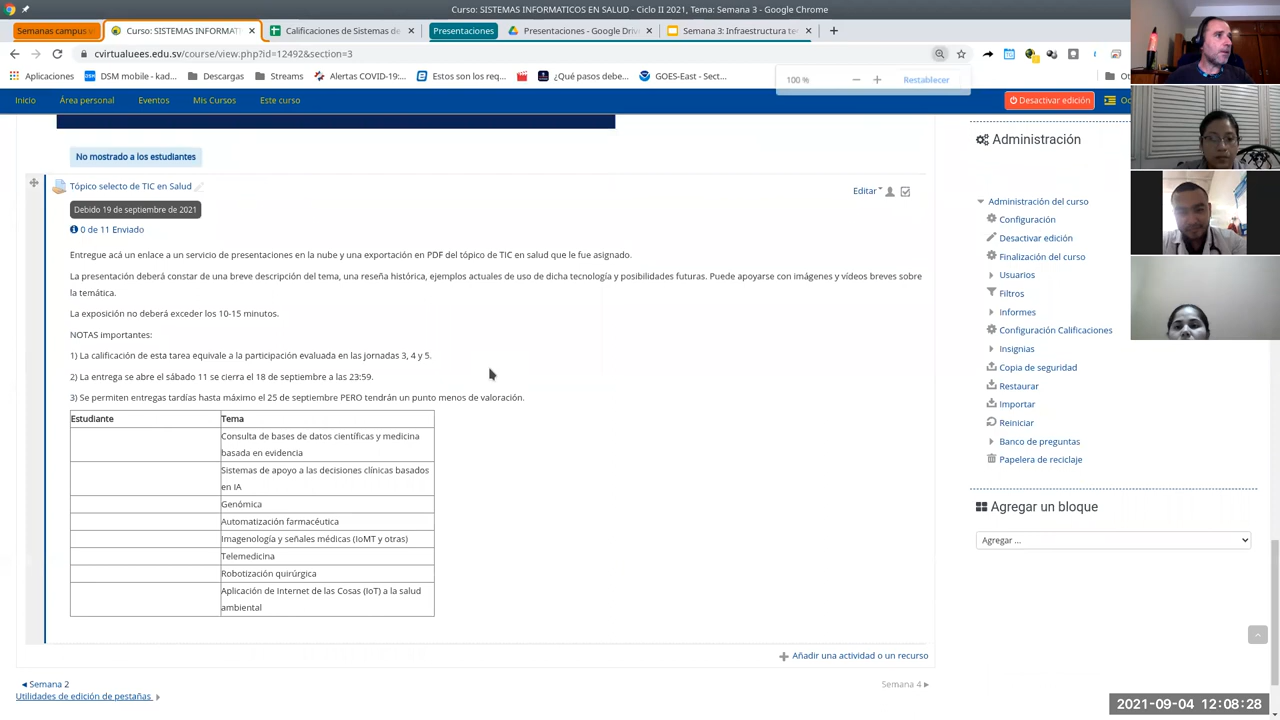 Curso: SISTEMAS INFORMATICOS EN SALUD - Ciclo II 2021, Tema: Semana 3 - Google Chrome
Semanas campus v
Curso: SISTEMAS INFORMATI
Calificaciones de Sistemas de
Presentaciones
Presentaciones - Google Driv
Semana 3: Infraestructura te
cvirtualuees.edu.sv/course/view.php?id=12492&section=3
Aplicaciones
DSM mobile - kad...
Descargas
Streams
Alertas COVID-19:...
Estos son los req...
¿Qué pasos debe...
GOES-East - Sect...
100 %
Restablecer
Inicio
Área personal
Eventos
Mis Cursos
Este curso
Desactivar edición
No mostrado a los estudiantes
Tópico selecto de TIC en Salud
Editar
Debido 19 de septiembre de 2021
0 de 11 Enviado
Entregue acá un enlace a un servicio de presentaciones en la nube y una exportación en PDF del tópico de TIC en salud que le fue asignado.
La presentación deberá constar de una breve descripción del tema, una reseña histórica, ejemplos actuales de uso de dicha tecnología y posibilidades futuras. Puede apoyarse con imágenes y vídeos breves sobre
la temática.
La exposición no deberá exceder los 10-15 minutos.
NOTAS importantes:
1) La calificación de esta tarea equivale a la participación evaluada en las jornadas 3, 4 y 5.
2) La entrega se abre el sábado 11 se cierra el 18 de septiembre a las 23:59.
3) Se permiten entregas tardías hasta máximo el 25 de septiembre PERO tendrán un punto menos de valoración.
Estudiante
Tema
Consulta de bases de datos científicas y medicina
basada en evidencia
Sistemas de apoyo a las decisiones clínicas basados
en IA
Genómica
Automatización farmacéutica
Imagenología y señales médicas (IoMT y otras)
Telemedicina
Robotización quirúrgica
Aplicación de Internet de las Cosas (IoT) a la salud
ambiental
Añadir una actividad o un recurso
Semana 2
Semana 4
Utilidades de edición de pestañas
Administración
Administración del curso
Configuración
Desactivar edición
Finalización del curso
Usuarios
Filtros
Informes
Configuración Calificaciones
Insignias
Copia de seguridad
Restaurar
Importar
Reiniciar
Banco de preguntas
Papelera de reciclaje
Agregar un bloque
Agregar ...
2021-09-04 12:08:28